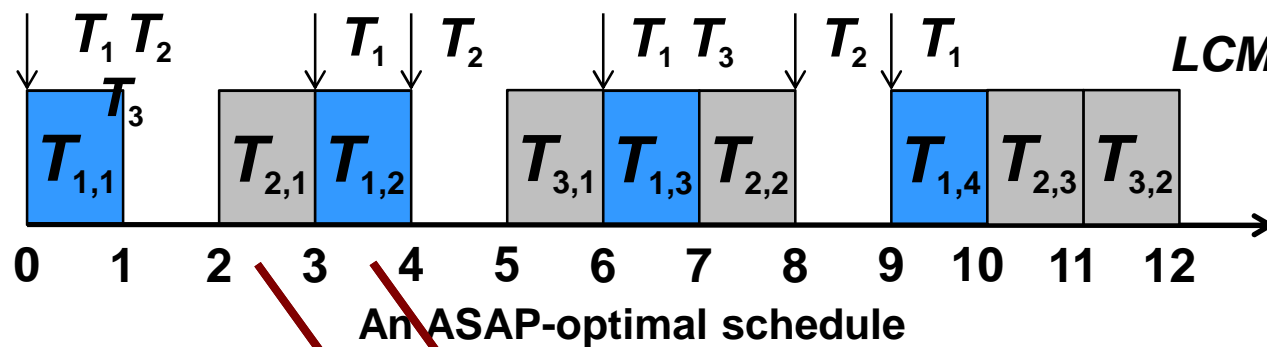 T1 T2 T1 T2 T1 T3 T2 T1 LCM
T3
T1,1 T2,1 T1,2 T3,1 T1,3 T2,2 T1,4 T2,3 T3,2
0 1 2 3 4 5 6 7 8 9 10 11 12
An ASAP-optimal schedule